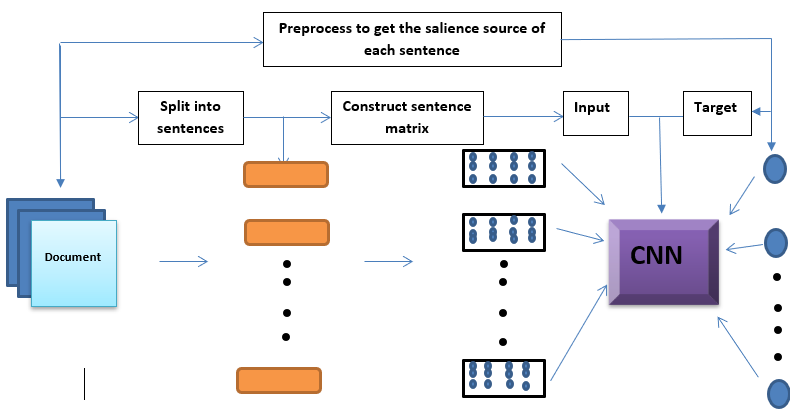 Preprocess to get the salience source of
each sentence
Split into
sentences
Construct sentence
matrix
Input
Target
Document
CNN